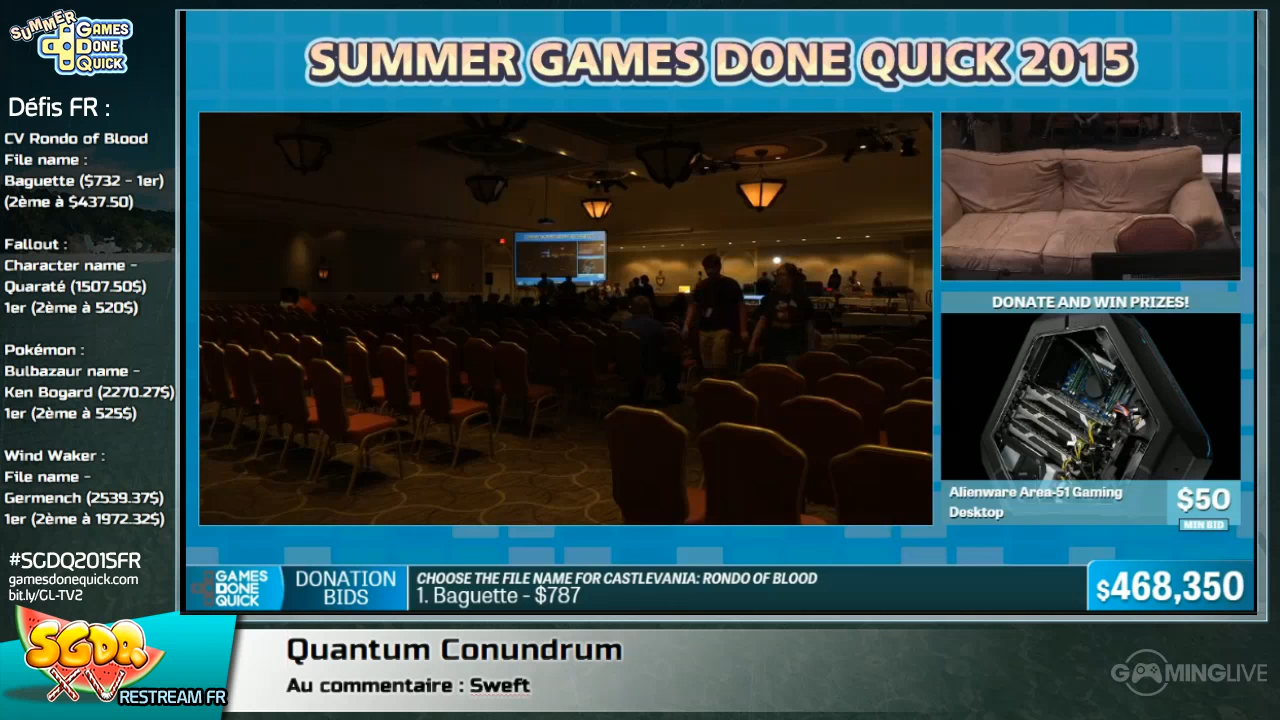 SUMMER
GAMES
DONE
QUICK
Défis FR :
CV Rondo of Blood
File name :
Baguette ($732 - 1er)
(2ème à $437.50)
Fallout :
Character name -
Quaraté (1507.50$)
1er (2ème à 520$)
Pokémon :
Bulbazaur name -
Ken Bogard (2270.27$)
1er (2ème à 525$)
Wind Waker :
File name -
Germench (2539.37$)
1er (2ème à 1972.32$)
#SGDQ2015FR
gamesdonequick.com
bit.ly/GL-TV2
SGDQ
RESTREAM FR
SUMMER GAMES DONE QUICK 2015
DONATE AND WIN PRIZES!
Alienware Area-51 Gaming
Desktop
$50
MIN BID
GAMES
DONE
QUICK
DONATION
BIDS
CHOOSE THE FILE NAME FOR CASTLEVANIA: RONDO OF BLOOD
1. Baguette - $787
$468,350
Quantum Conundrum
Au commentaire : Sweft
GAMINGLIVE